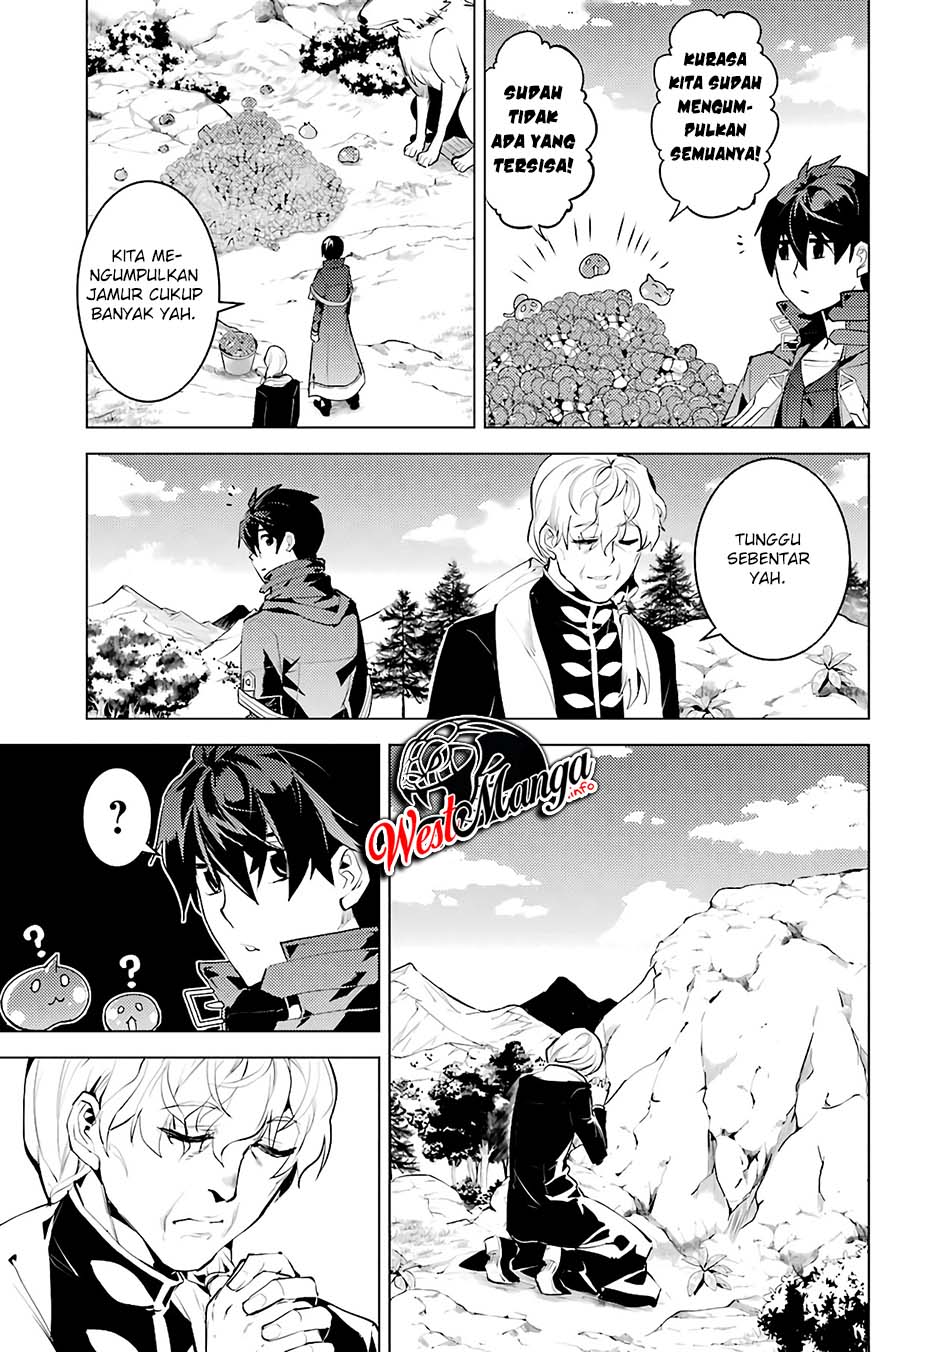 KURASA
KITA SUDAH
MENGUM-
PULKAN
SEMUANYA!
SUDAH
TIDAK
ADA YANG
TERSISA!
KITA ME-
NGUMPULKAN
JAMUR CUKUP
BANYAK YAH.
TUNGGU
SEBENTAR
YAH.
?
?
?
WestManga
.info